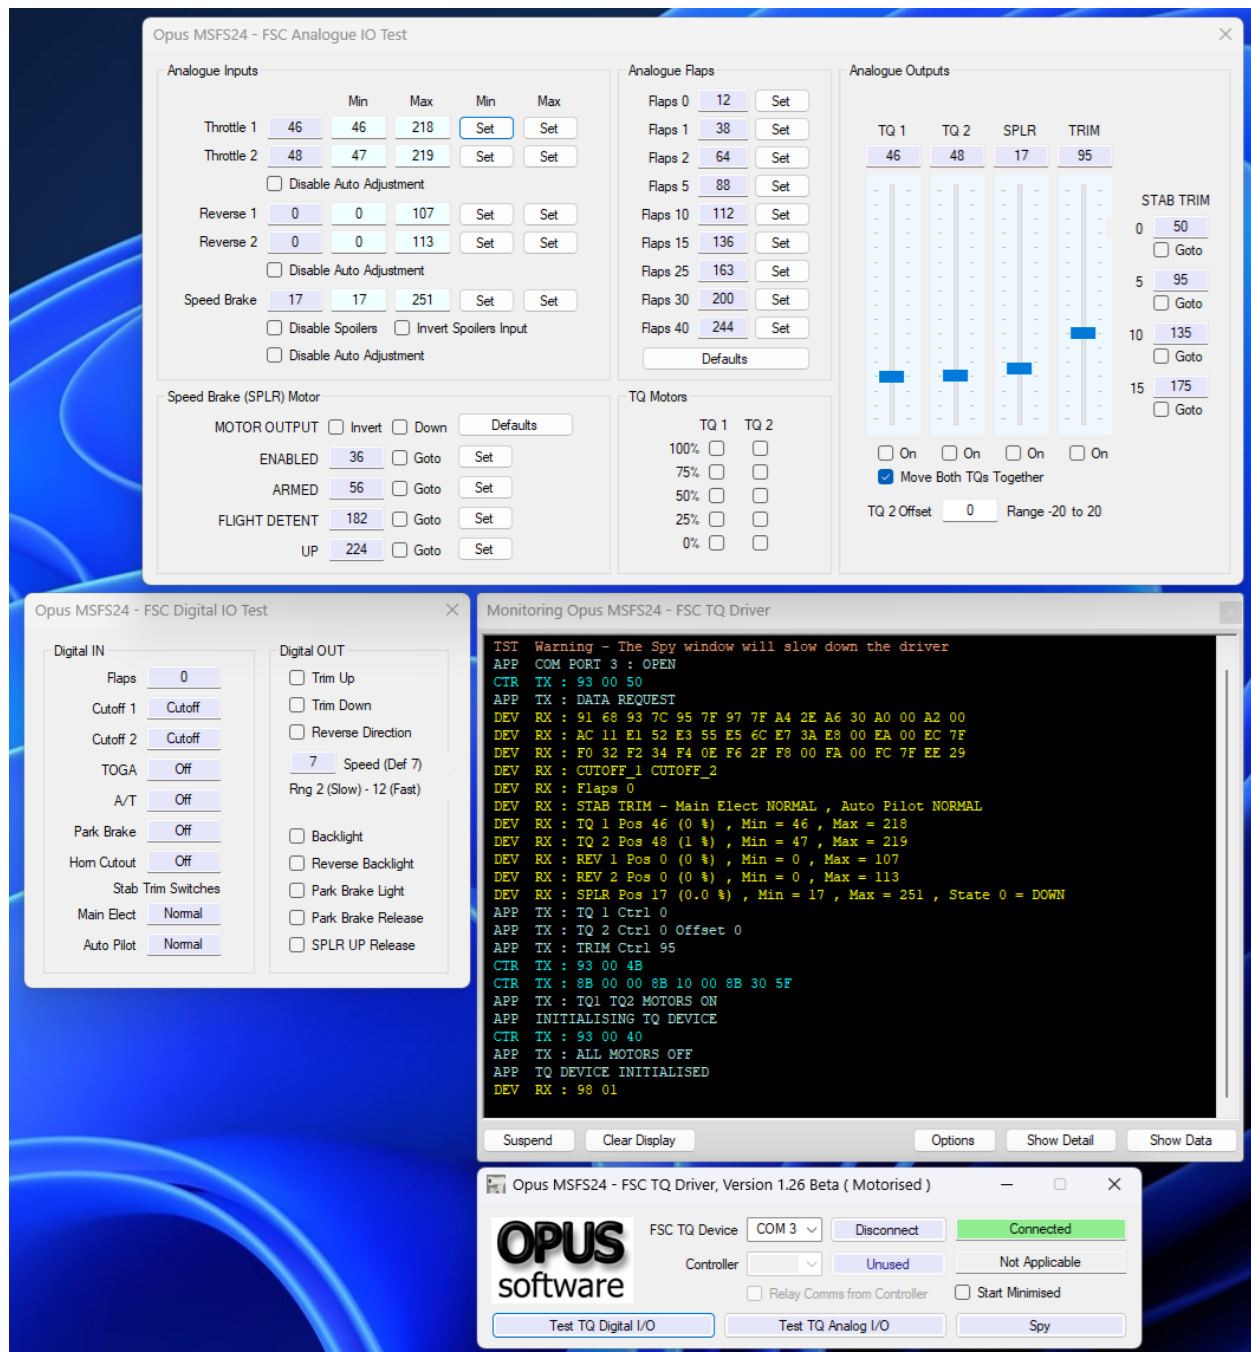 Opus MSFS24 - FSC Analogue IO Test
Analogue Inputs
Min Max Min Max
Throttle 1 46 46 218 Set Set
Throttle 2 48 47 219 Set Set
Disable Auto Adjustment
Reverse 1 0 0 107 Set Set
Reverse 2 0 0 113 Set Set
Disable Auto Adjustment
Speed Brake 17 17 251 Set Set
Disable Spoilers Invert Spoilers Input
Disable Auto Adjustment
Analogue Flaps
Flaps 0 12 Set
Flaps 1 38 Set
Flaps 2 64 Set
Flaps 5 88 Set
Flaps 10 112 Set
Flaps 15 136 Set
Flaps 25 163 Set
Flaps 30 200 Set
Flaps 40 244 Set
Defaults
Analogue Outputs
TQ 1 TQ 2 SPLR TRIM
46 48 17 95
STAB TRIM
0 50
Goto
5 95
Goto
10 135
Goto
15 175
Goto
On On On On
Move Both TQs Together
TQ 2 Offset 0 Range -20 to 20
Speed Brake (SPLR) Motor
MOTOR OUTPUT Invert Down Defaults
ENABLED 36 Goto Set
ARMED 56 Goto Set
FLIGHT DETENT 182 Goto Set
UP 224 Goto Set
TQ Motors
TQ 1 TQ 2
100%
75%
50%
25%
0%
Opus MSFS24 - FSC Digital IO Test
Digital IN
Flaps 0
Cutoff 1 Cutoff
Cutoff 2 Cutoff
TOGA Off
A/T Off
Park Brake Off
Horn Cutout Off
Stab Trim Switches
Main Elect Normal
Auto Pilot Normal
Digital OUT
Trim Up
Trim Down
Reverse Direction
7 Speed (Def 7)
Rng 2 (Slow) - 12 (Fast)
Backlight
Reverse Backlight
Park Brake Light
Park Brake Release
SPLR UP Release
Monitoring Opus MSFS24 - FSC TQ Driver
x
TST Warning - The Spy window will slow down the driver
APP COM PORT 3 : OPEN
CTR TX : 93 00 50
APP TX : DATA REQUEST
DEV RX : 91 68 93 7C 95 7F 97 7F A4 2E A6 30 A0 00 A2 00
DEV RX : AC 11 E1 52 E3 55 E5 6C E7 3A E8 00 EA 00 EC 7F
DEV RX : F0 32 F2 34 F4 0E F6 2F F8 00 FA 00 FC 7F EE 29
DEV RX : CUTOFF_1 CUTOFF_2
DEV RX : Flaps 0
DEV RX : STAB TRIM - Main Elect NORMAL , Auto Pilot NORMAL
DEV RX : TQ 1 Pos 46 (0 %) , Min = 46 , Max = 218
DEV RX : TQ 2 Pos 48 (1 %) , Min = 47 , Max = 219
DEV RX : REV 1 Pos 0 (0 %) , Min = 0 , Max = 107
DEV RX : REV 2 Pos 0 (0 %) , Min = 0 , Max = 113
DEV RX : SPLR Pos 17 (0.0 %) , Min = 17 , Max = 251 , State 0 = DOWN
APP TX : TQ 1 Ctrl 0
APP TX : TQ 2 Ctrl 0 Offset 0
APP TX : TRIM Ctrl 95
CTR TX : 93 00 4B
CTR TX : 8B 00 00 8B 10 00 8B 30 5F
APP TX : TQ1 TQ2 MOTORS ON
APP INITIALISING TQ DEVICE
CTR TX : 93 00 40
APP TX : ALL MOTORS OFF
APP TQ DEVICE INITIALISED
DEV RX : 98 01
Suspend Clear Display Options Show Detail Show Data
Opus MSFS24 - FSC TQ Driver, Version 1.26 Beta ( Motorised )
OPUS
software
FSC TQ Device COM 3 Disconnect Connected
Controller Unused Not Applicable
Relay Comms from Controller Start Minimised
Test TQ Digital I/O Test TQ Analog I/O Spy